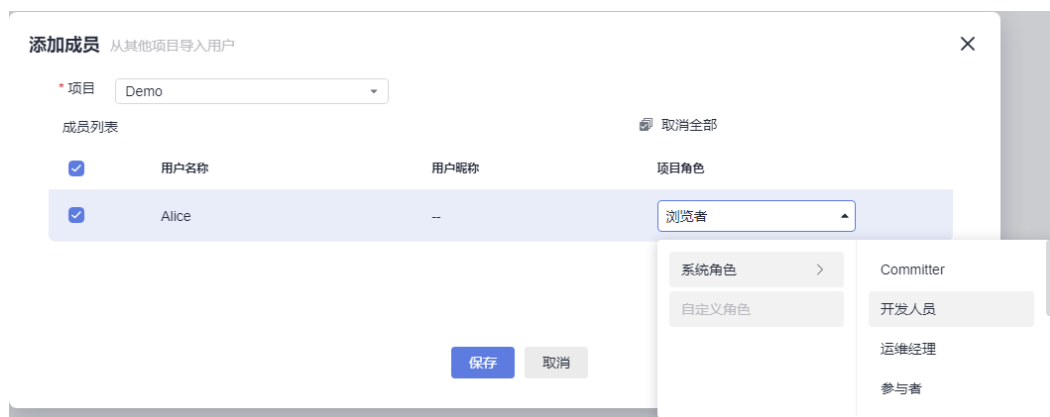 添加成员 从其他项目导入用户
* 项目 Demo
成员列表 取消全部
用户名称 用户昵称 项目角色
Alice -- 浏览者
系统角色 Committer
自定义角色 开发人员
运维经理
保存 取消
参与者